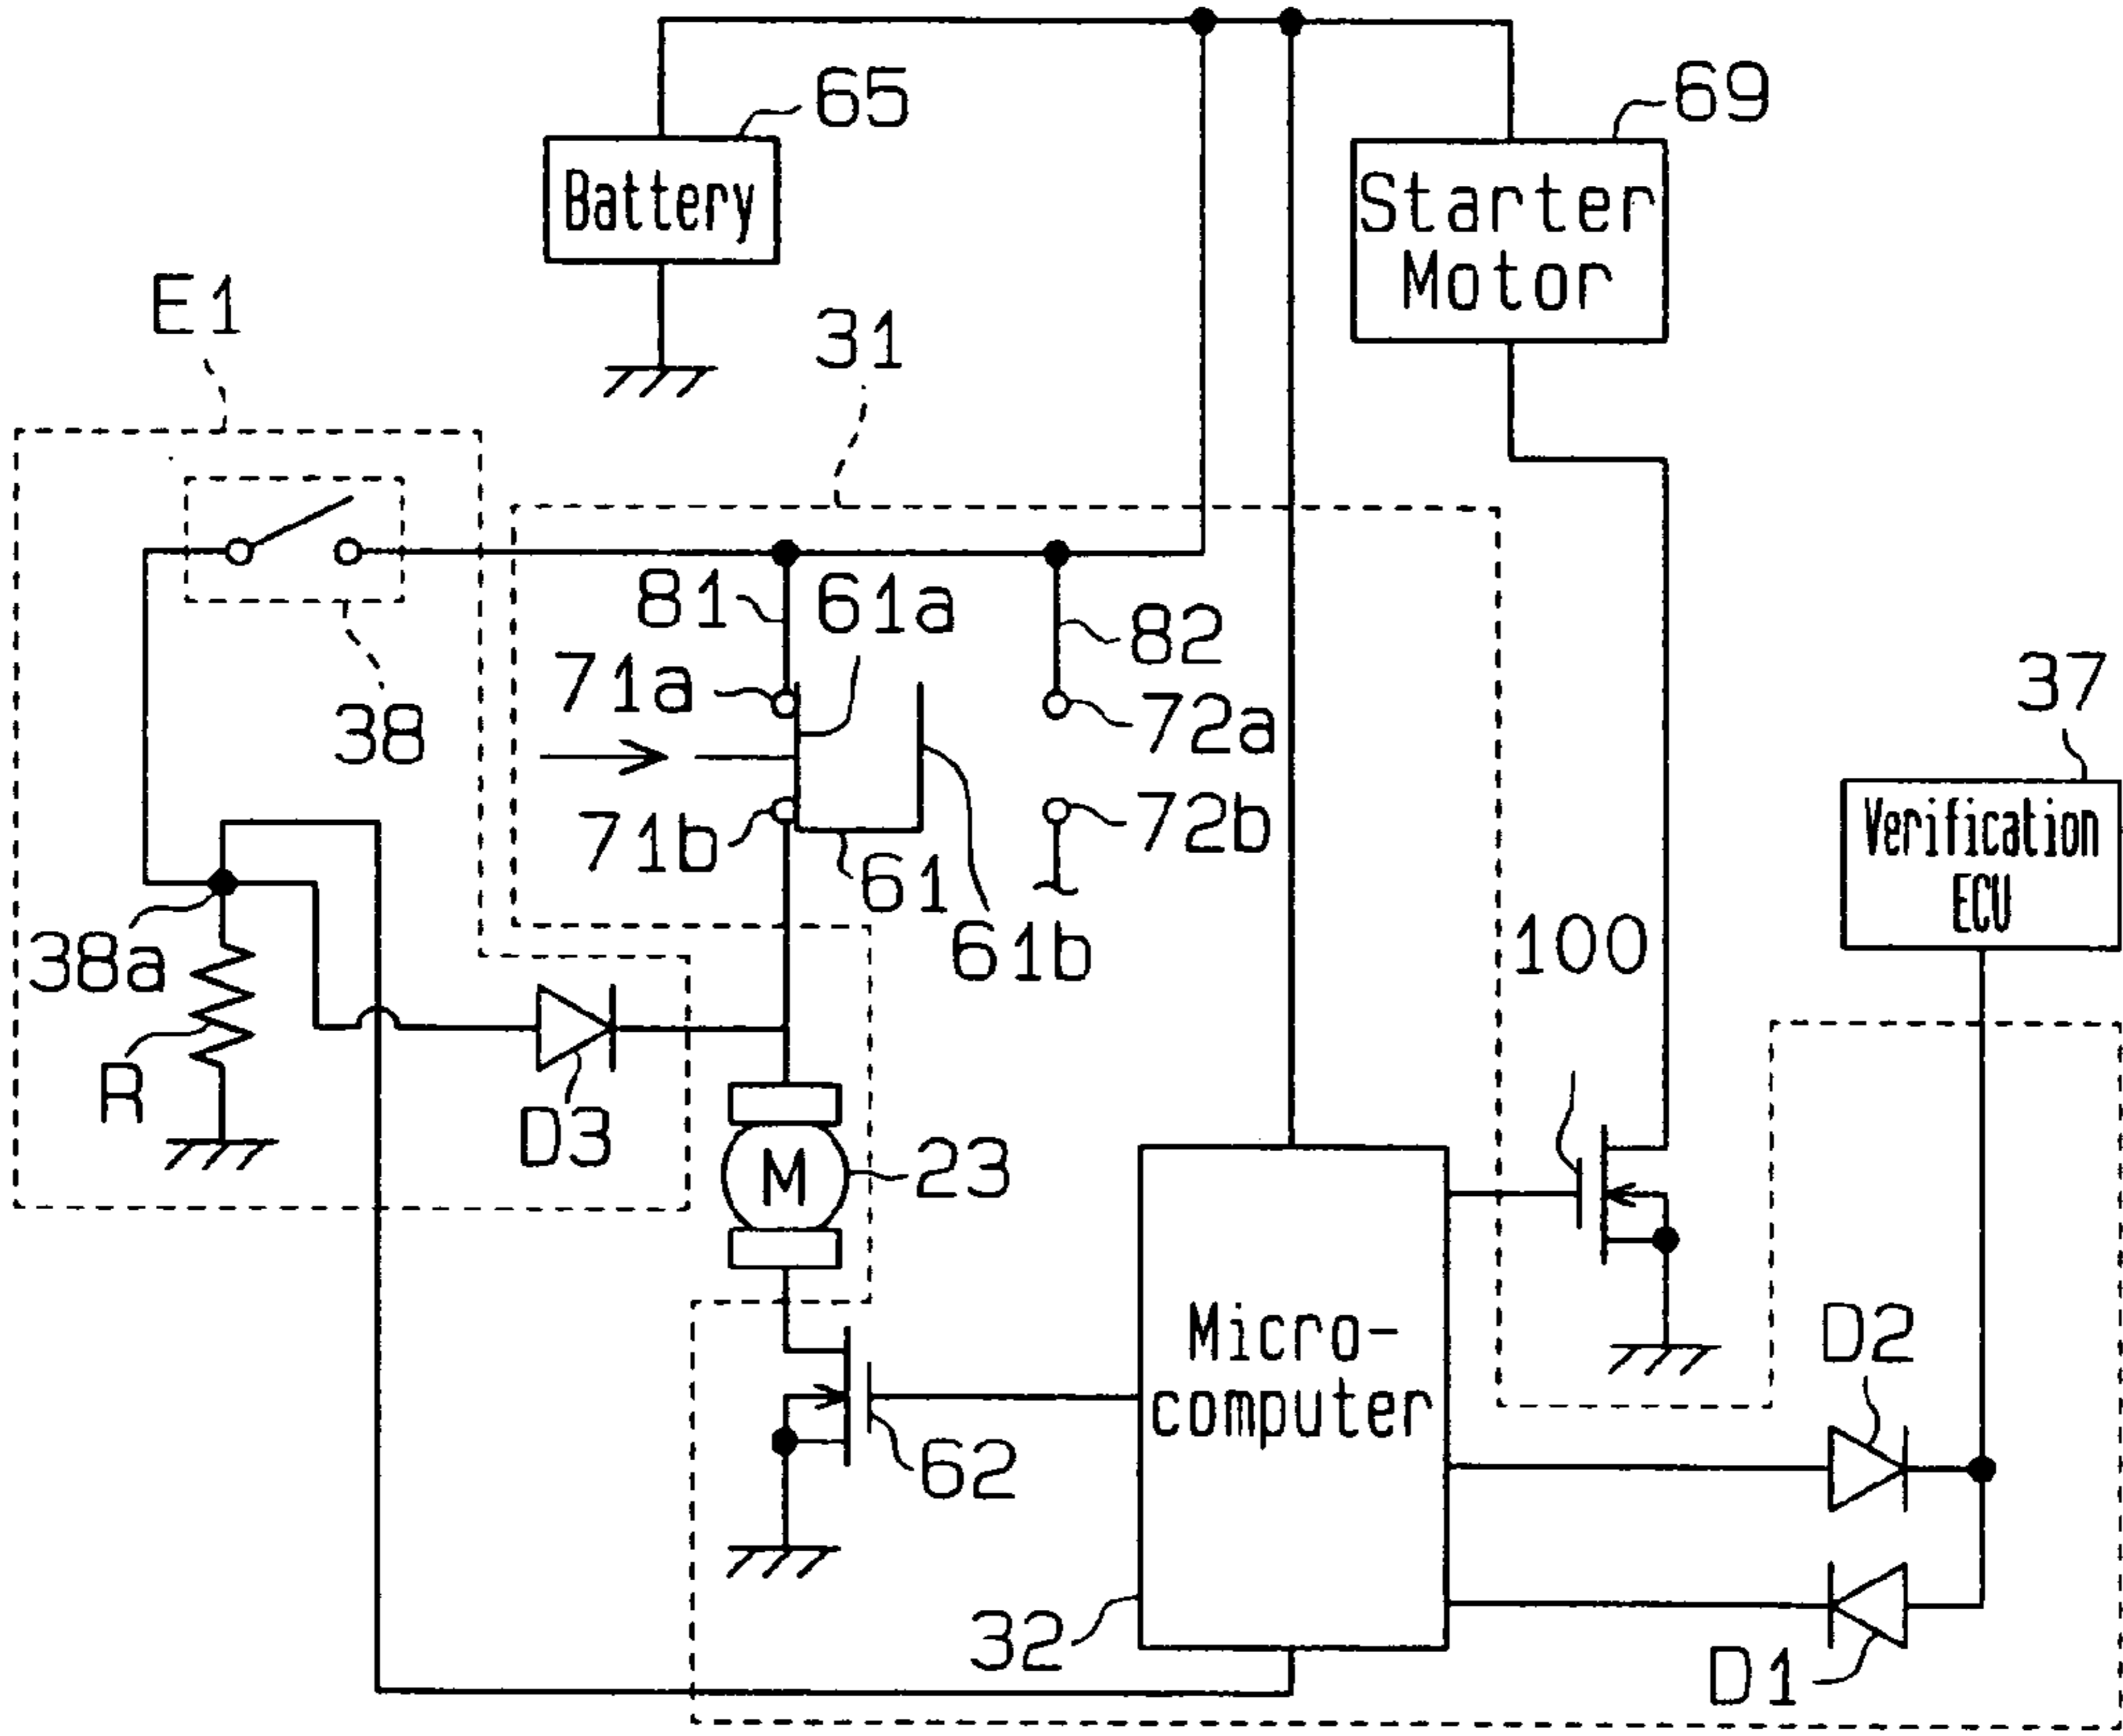 65
69
Battery
Starter
Motor
E1
31
81
61a
82
71a
72a
37
38
71b
72b
Verification
ECU
61
38a
61b
100
R
D3
M
23
Micro-
computer
D2
62
32
D1